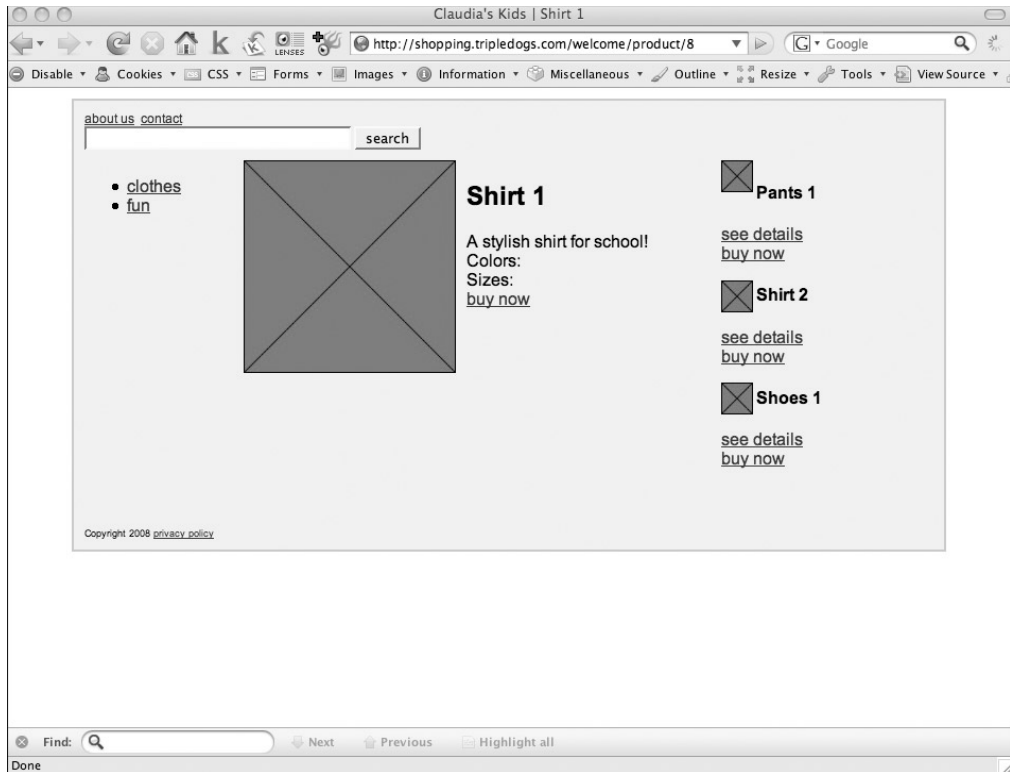 Claudia's Kids | Shirt 1
LENSES
http://shopping.tripledogs.com/welcome/product/8
G Google
Disable Cookies CSS Forms Images Information Miscellaneous Outline Resize Tools View Source
about us contact
search
clothes
fun
Shirt 1
A stylish shirt for school!
Colors:
Sizes:
buy now
Pants 1
see details
buy now
Shirt 2
see details
buy now
Shoes 1
see details
buy now
Copyright 2008 privacy policy
Find: Next Previous Highlight all
Done